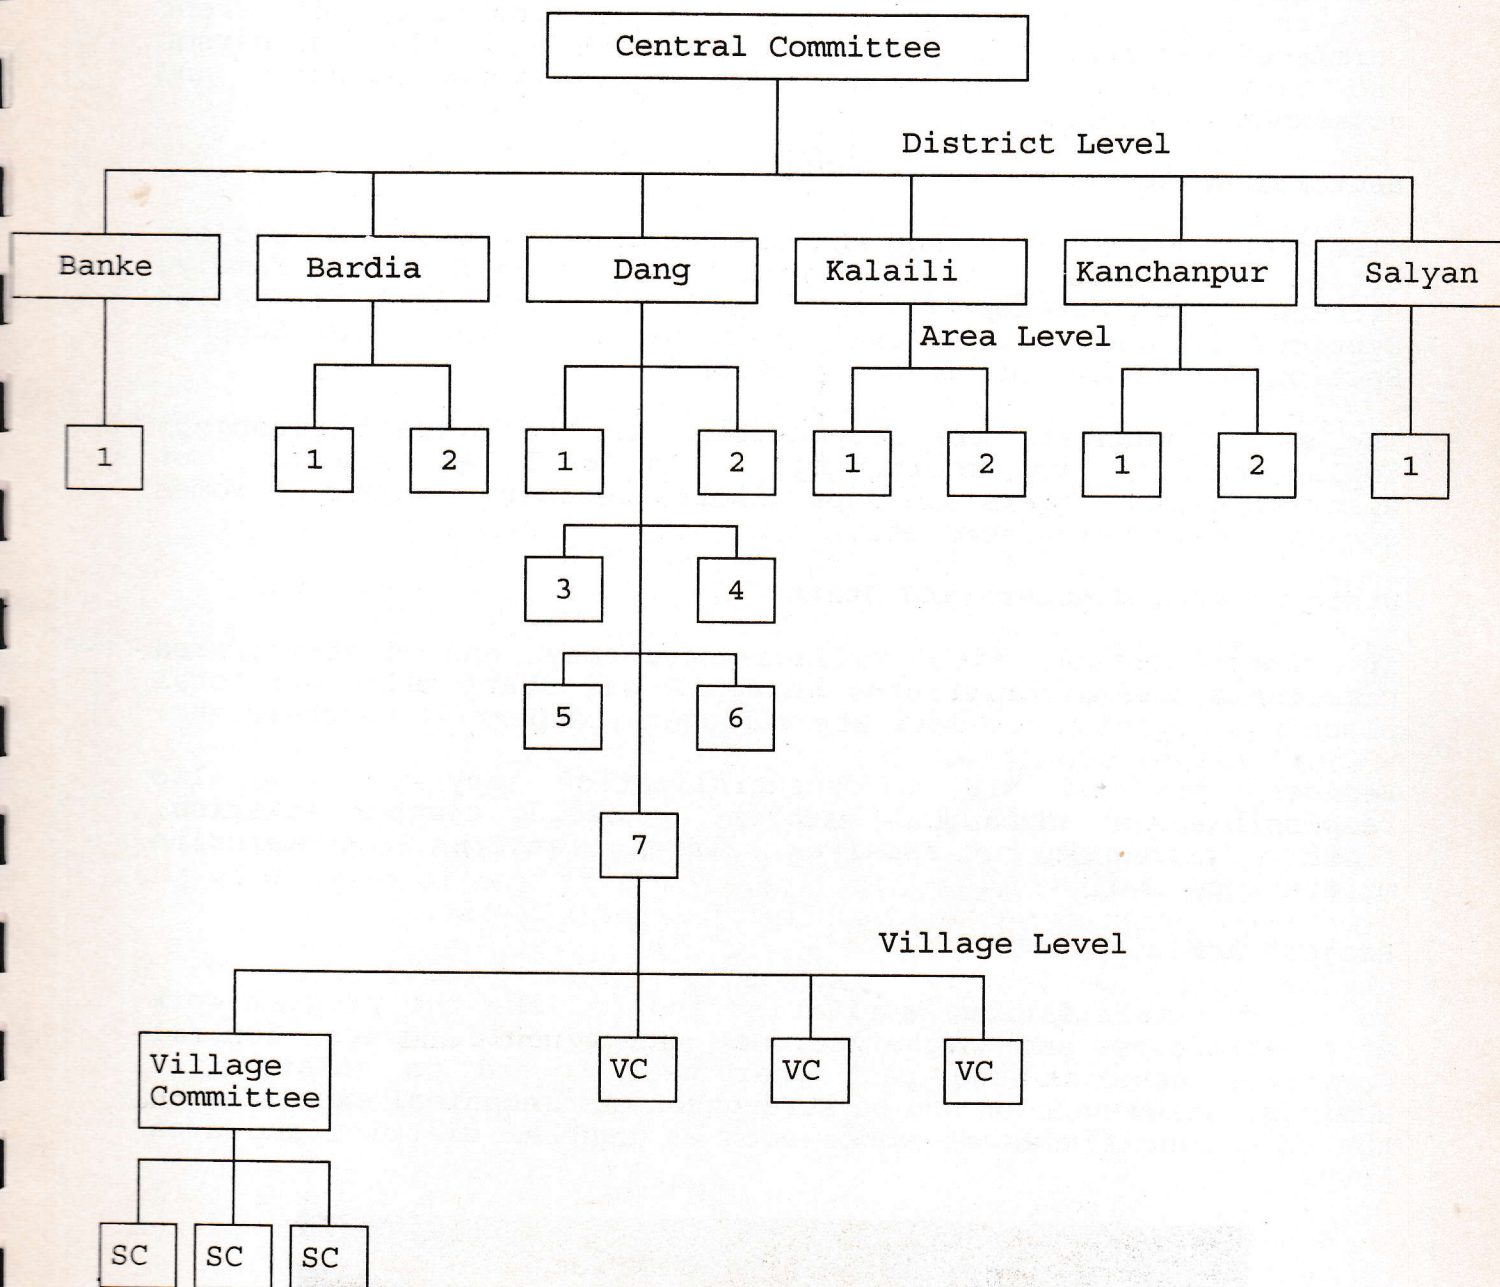 Central Committee
District Level
Banke
Bardia
Dang
Kalaili
Kanchanpur
Salyan
Area Level
1
1
2
1
2
1
2
1
2
1
3
4
5
6
7
Village Level
Village
Committee
VC
VC
VC
SC
SC
SC